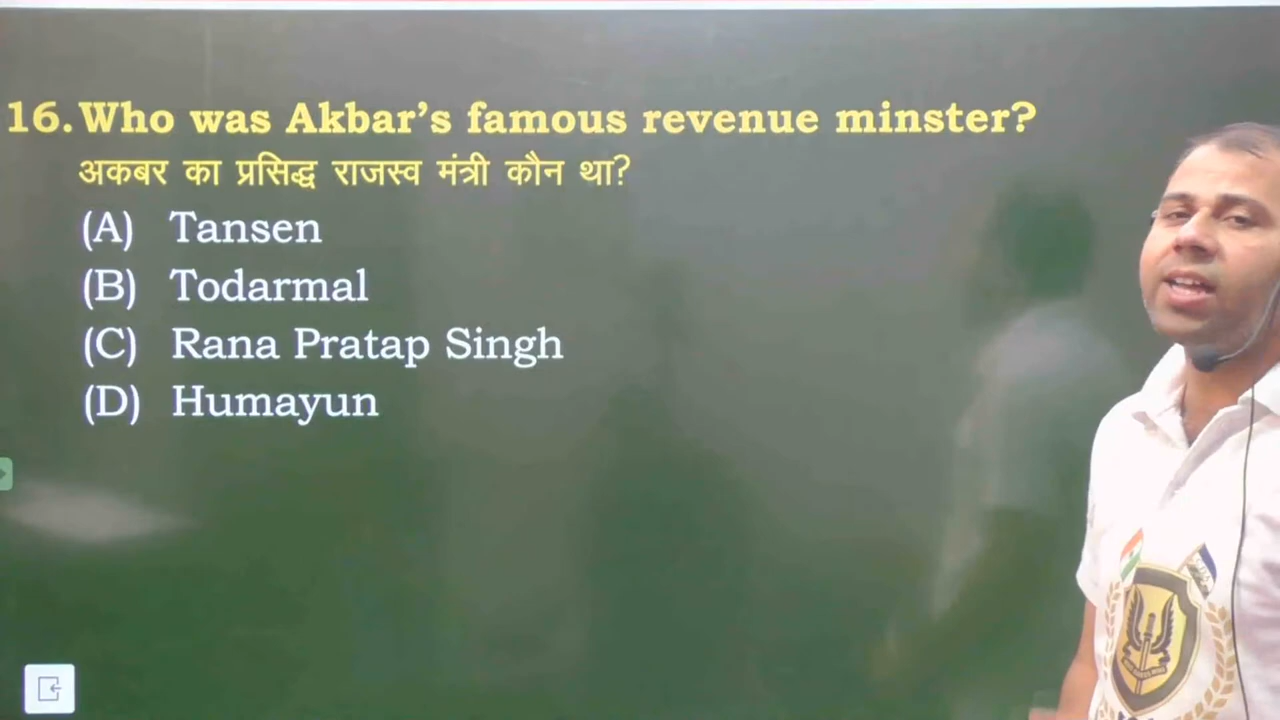 16. Who was Akbar's famous revenue minster?
अकबर का प्रसिद्ध राजस्व मंत्री कौन था?
(A) Tansen
(B) Todarmal
(C) Rana Pratap Singh
(D) Humayun